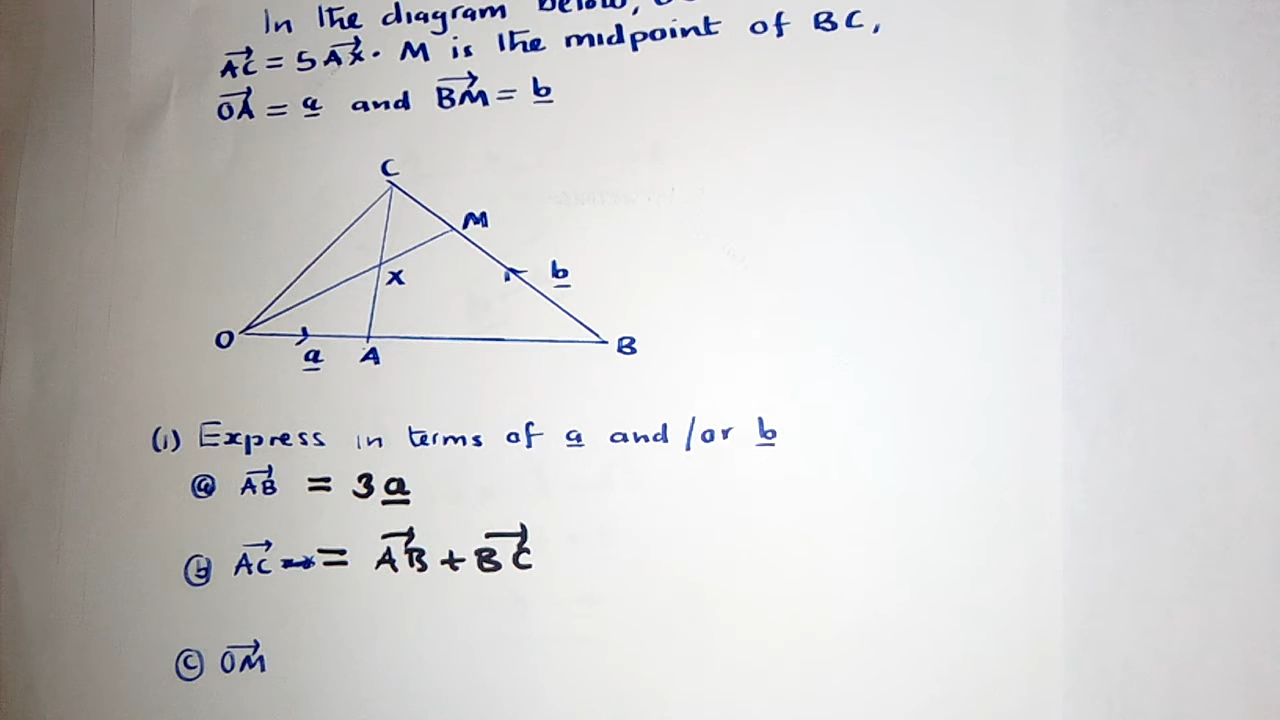 In the diagram below,
AC = 5AX. M is the midpoint of BC,
OA = a and BM = b
C
M
X
b
O
a
A
B
(i) Express in terms of a and/or b
(a) AB = 3a
(b) AC = AB + BC
(c) OM